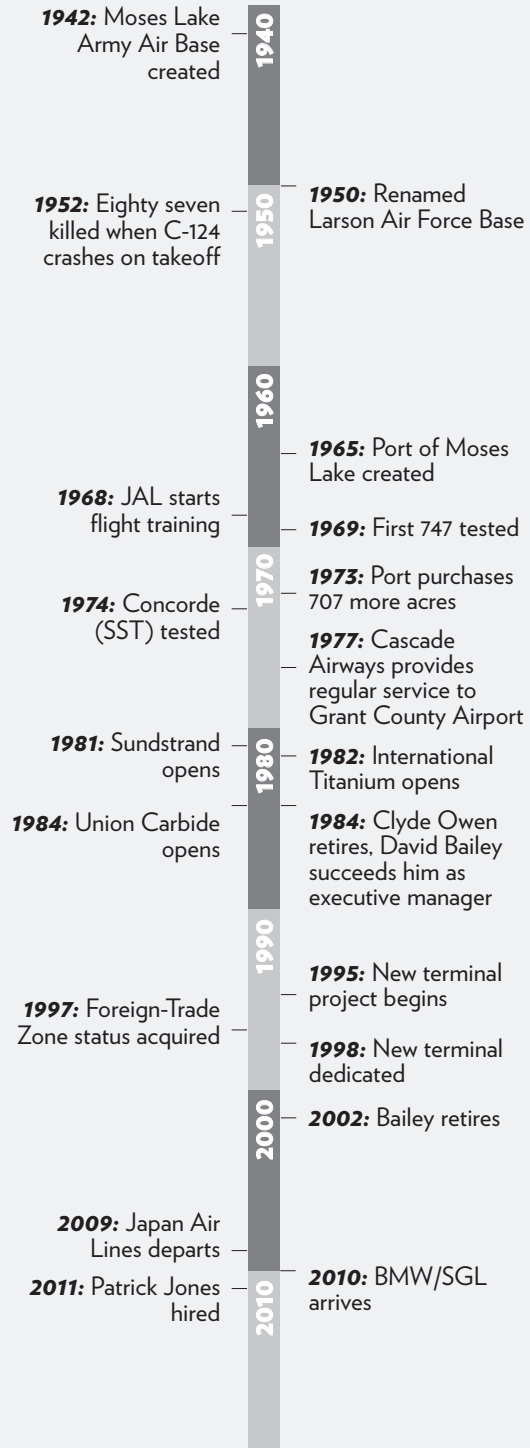 1942: Moses Lake
Army Air Base
created
1940
1950: Renamed
Larson Air Force Base
1952: Eighty seven
killed when C-124
crashes on takeoff
1950
1960
1965: Port of Moses
Lake created
1968: JAL starts
flight training
1969: First 747 tested
1970
1973: Port purchases
707 more acres
1974: Concorde
(SST) tested
1977: Cascade
Airways provides
regular service to
Grant County Airport
1981: Sundstrand
opens
1980
1982: International
Titanium opens
1984: Union Carbide
opens
1984: Clyde Owen
retires, David Bailey
succeeds him as
executive manager
1990
1995: New terminal
project begins
1997: Foreign-Trade
Zone status acquired
1998: New terminal
dedicated
2000
2002: Bailey retires
2009: Japan Air
Lines departs
2010: BMW/SGL
arrives
2011: Patrick Jones
hired
2010